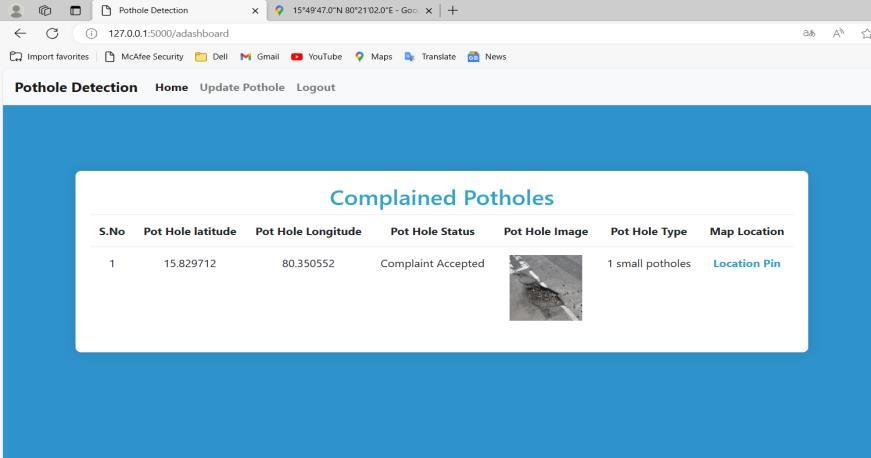 Pothole Detection
15°49'47.0"N 80°21'02.0"E - Goo
127.0.0.1:5000/adashboard
Import favorites
McAfee Security
Dell
Gmail
YouTube
Maps
Translate
News
Pothole Detection Home Update Pothole Logout
Complained Potholes
S.No Pot Hole latitude Pot Hole Longitude Pot Hole Status Pot Hole Image Pot Hole Type Map Location
1 15.829712 80.350552 Complaint Accepted 1 small potholes Location Pin